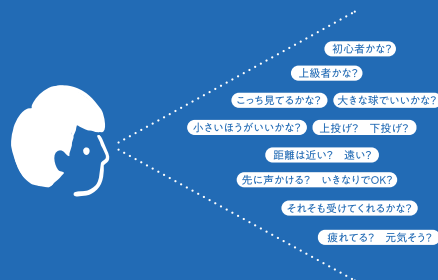 初心者かな？
上級者かな？
こっち見てるかな？ 大きな球でいいかな？
小さいほうがいいかな？ 上投げ？　下投げ？
距離は近い？　遠い？
先に声かける？　いきなりでOK？
それそも受けてくれるかな？
疲れてる？　元気そう？